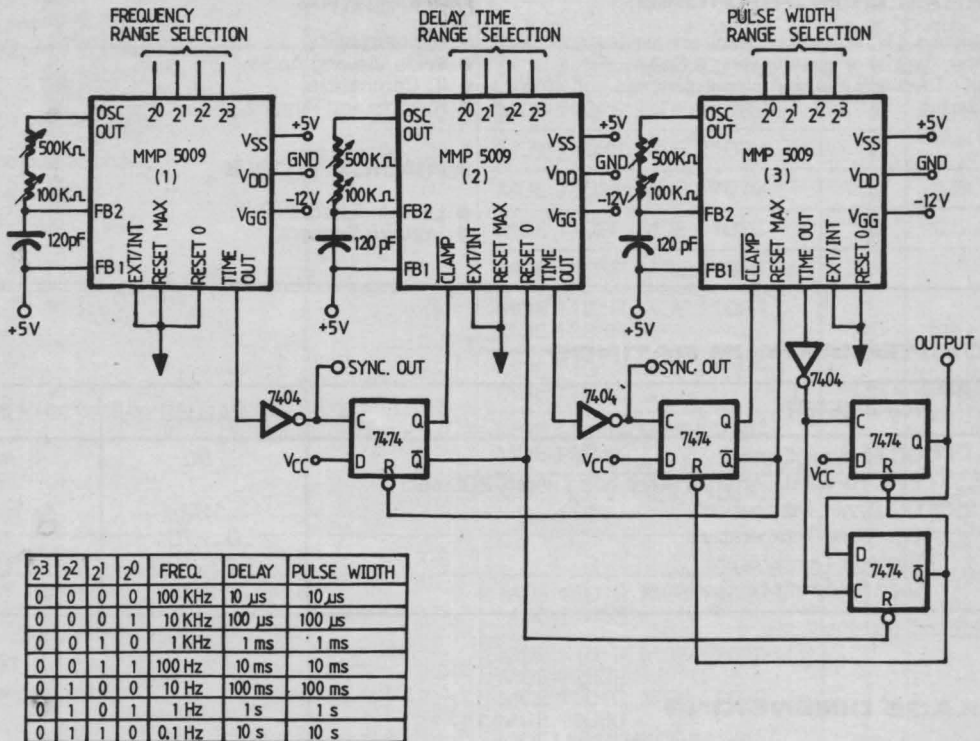 FREQUENCY
RANGE SELECTION
DELAY TIME
RANGE SELECTION
PULSE WIDTH
RANGE SELECTION
OSC
OUT
2⁰ 2¹ 2² 2³
MMP 5009
(1)
VSS
VDD
VGG
+5V
GND
-12V
500KΩ
100KΩ
120pF
FB2
FB1
EXT/INT
RESET MAX
RESET 0
TIME
OUT
+5V
OSC
OUT
2⁰ 2¹ 2² 2³
MMP 5009
(2)
VSS
VDD
VGG
+5V
GND
-12V
500KΩ
100KΩ
120pF
FB2
FB1
CLAMP
EXT/INT
RESET MAX
RESET 0
TIME
OUT
+5V
OSC
OUT
2⁰ 2¹ 2² 2³
MMP 5009
(3)
VSS
VDD
VGG
+5V
GND
-12V
500KΩ
100KΩ
120pF
FB2
FB1
CLAMP
RESET MAX
TIME OUT
EXT/INT
RESET 0
+5V
OUTPUT
SYNC. OUT
7404
C Q
7474
VCC
D R Q̅
SYNC. OUT
7404
C Q
7474
VCC
D R Q̅
7404
C Q
7474
VCC
D R
D
7474 Q̅
C R
2³ 2² 2¹ 2⁰ FREQ. DELAY PULSE WIDTH
0 0 0 0 100 KHz 10 µs 10 µs
0 0 0 1 10 KHz 100 µs 100 µs
0 0 1 0 1 KHz 1 ms 1 ms
0 0 1 1 100 Hz 10 ms 10 ms
0 1 0 0 10 Hz 100 ms 100 ms
0 1 0 1 1 Hz 1 s 1 s
0 1 1 0 0,1 Hz 10 s 10 s